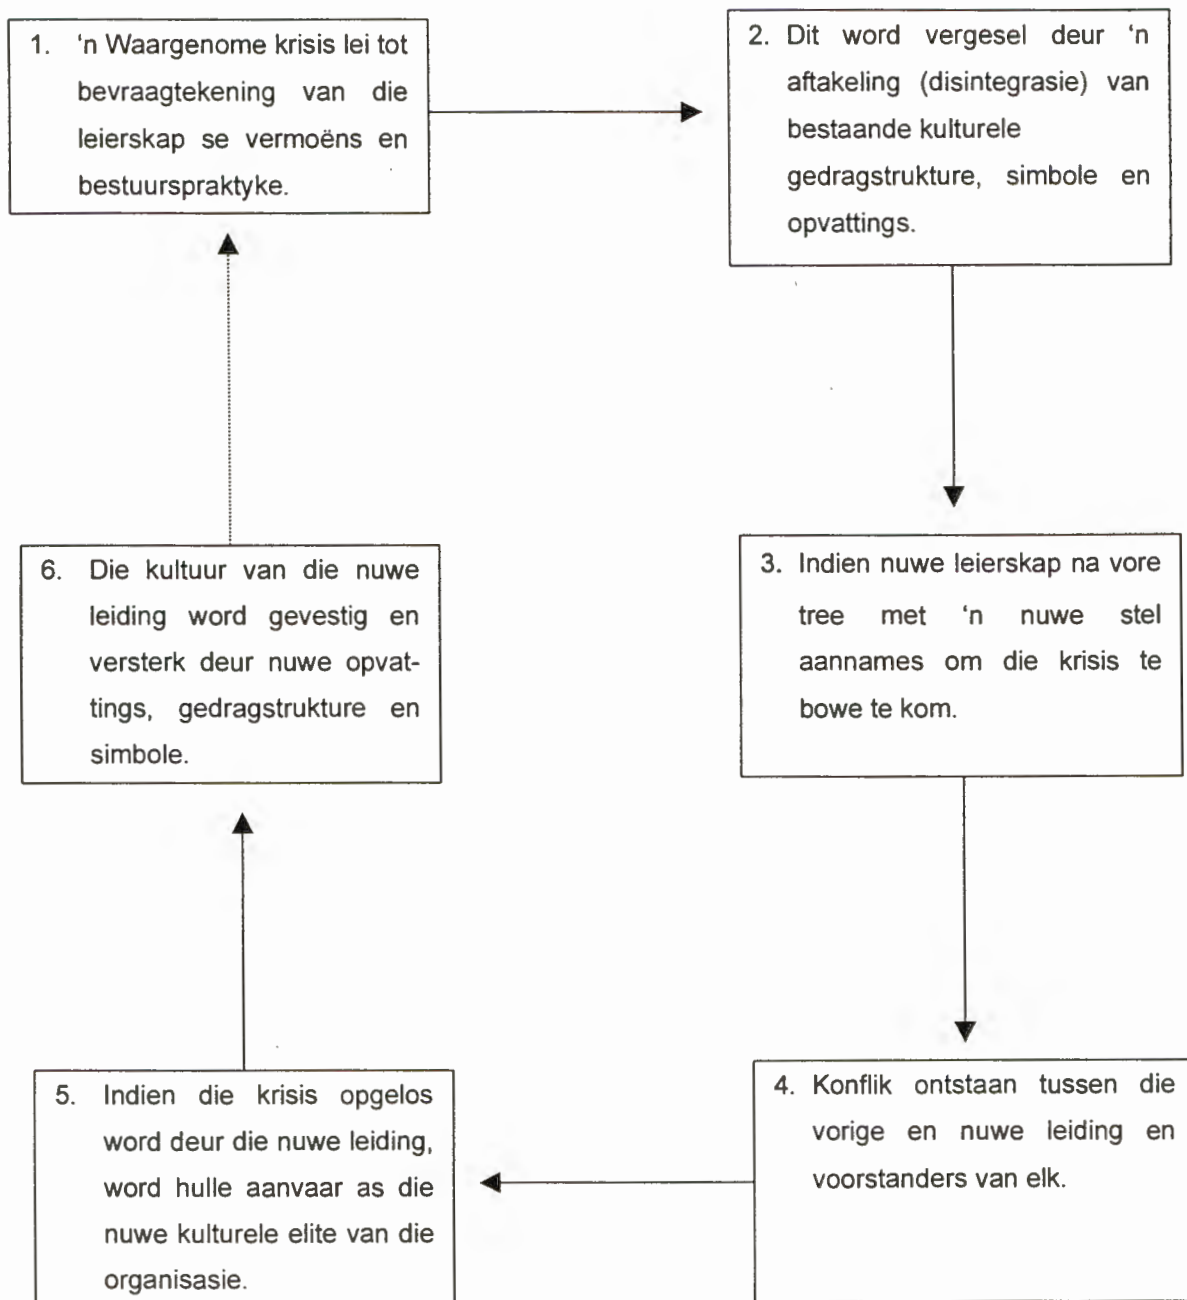 1. ‘n Waargenome krisis lei tot
bevraagtekening van die
leierskap se vermoëns en
bestuurspraktyke.
2. Dit word vergesel deur ‘n
aftakeling (disintegrasie) van
bestaande kulturele
gedragstrukture, simbole en
opvattings.
3. Indien nuwe leierskap na vore
tree met ‘n nuwe stel
aannames om die krisis te
bowe te kom.
4. Konflik ontstaan tussen die
vorige en nuwe leiding en
voorstanders van elk.
5. Indien die krisis opgelos
word deur die nuwe leiding,
word hulle aanvaar as die
nuwe kulturele elite van die
organisasie.
6. Die kultuur van die nuwe
leiding word gevestig en
versterk deur nuwe opvat-
tings, gedragstrukture en
simbole.